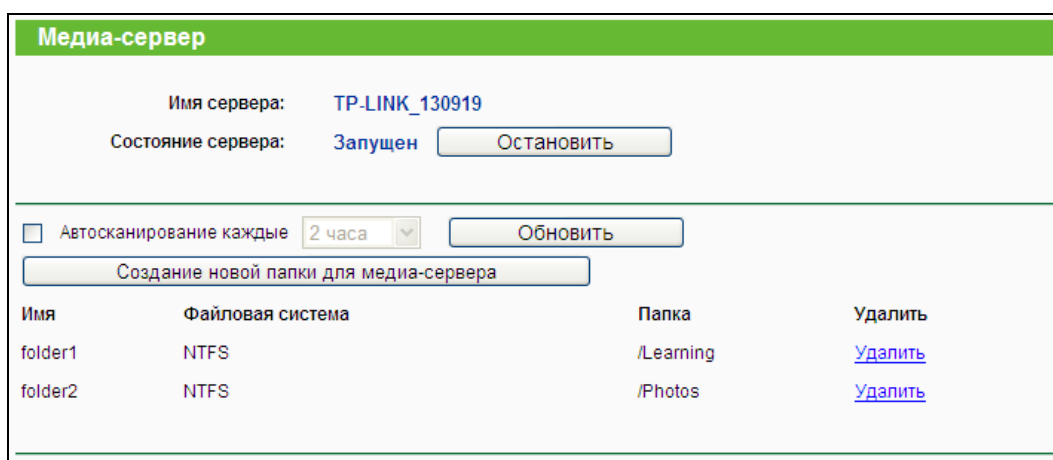 Медиа-сервер
Имя сервера: TP-LINK_130919
Состояние сервера: Запущен Остановить
Автосканирование каждые 2 часа Обновить
Создание новой папки для медиа-сервера
Имя Файловая система Папка Удалить
folder1 NTFS /Learning Удалить
folder2 NTFS /Photos Удалить